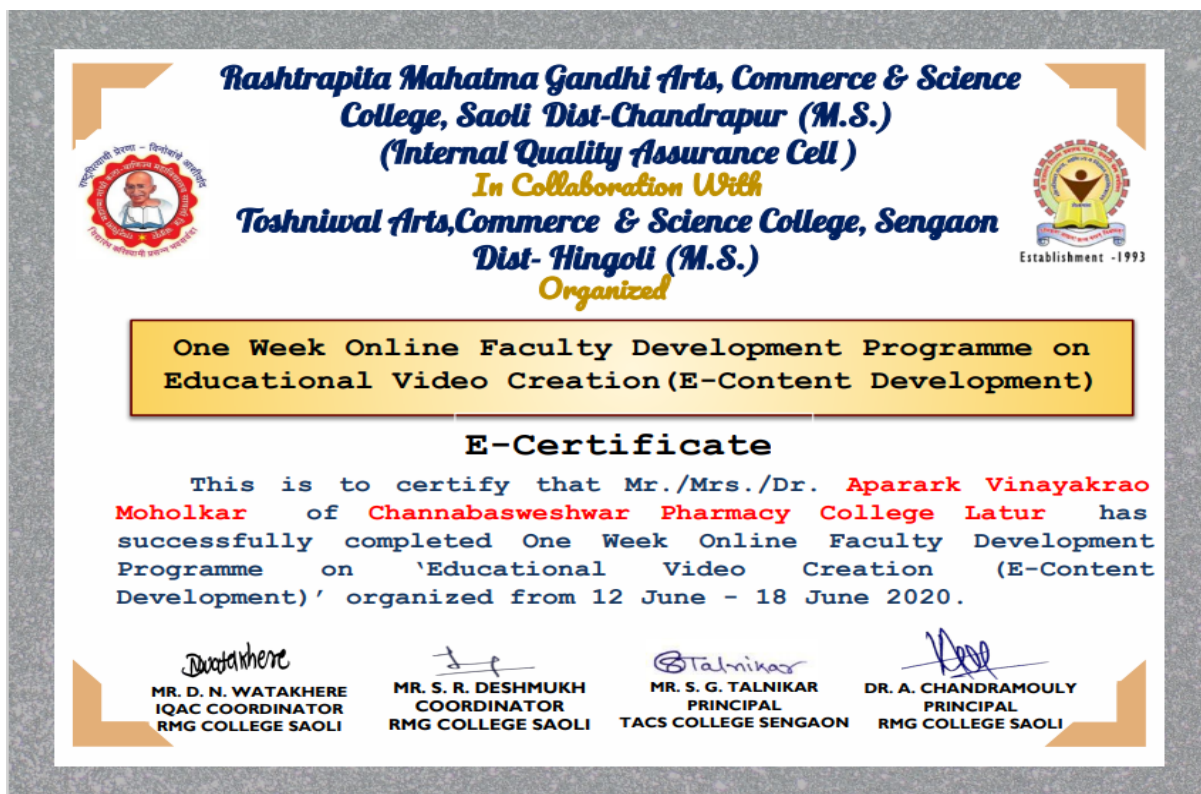 Rashtrapita Mahatma Gandhi Arts, Commerce & Science
College, Saoli Dist-Chandrapur (M.S.)
(Internal Quality Assurance Cell )
In Collaboration With
Toshniwal Arts,Commerce & Science College, Sengaon
Dist- Hingoli (M.S.)
Organized
Establishment -1993
One Week Online Faculty Development Programme on
Educational Video Creation(E-Content Development)
E-Certificate
This is to certify that Mr./Mrs./Dr. Aparark Vinayakrao
Moholkar of Channabasweshwar Pharmacy College Latur has
successfully completed One Week Online Faculty Development
Programme on ‘Educational Video Creation (E-Content
Development)’ organized from 12 June - 18 June 2020.
Dwatakhere
STalnikar
MR. D. N. WATAKHERE
IQAC COORDINATOR
RMG COLLEGE SAOLI
MR. S. R. DESHMUKH
COORDINATOR
RMG COLLEGE SAOLI
MR. S. G. TALNIKAR
PRINCIPAL
TACS COLLEGE SENGAON
DR. A. CHANDRAMOULY
PRINCIPAL
RMG COLLEGE SAOLI